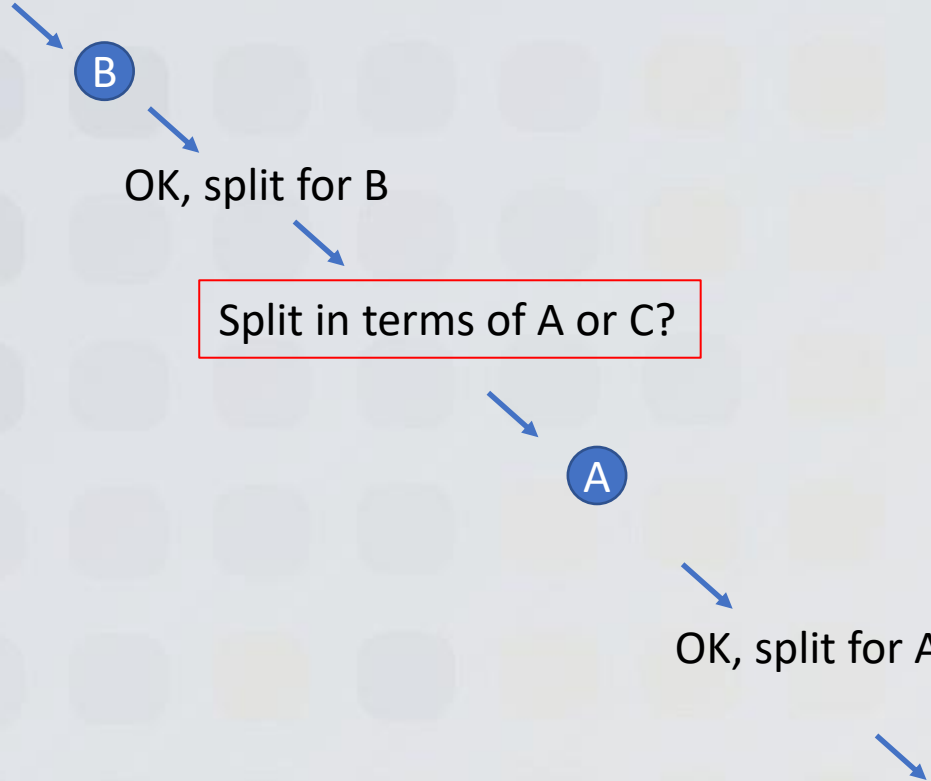 B
OK, split for B
Split in terms of A or C?
A
OK, split for A